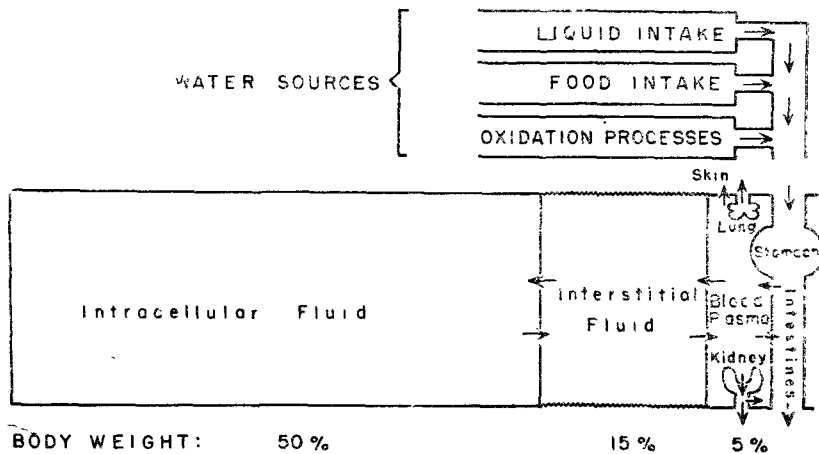 LIQUID INTAKE
WATER SOURCES
FOOD INTAKE
OXIDATION PROCESSES
Skin
Lung
Stomach
Intracellular Fluid
Interstitial
Fluid
Blood
Plasma
Intestines
Kidney
BODY WEIGHT: 50% 15% 5%